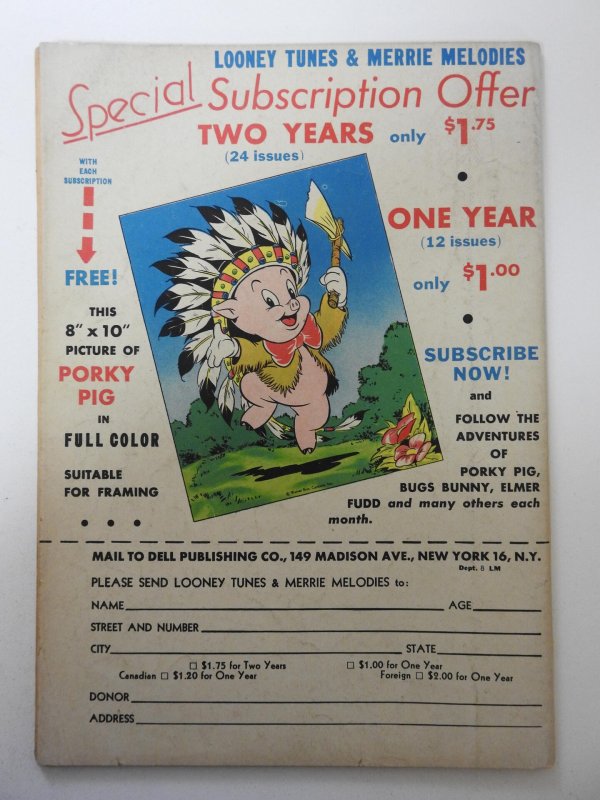 LOONEY TUNES & MERRIE MELODIES
Special Subscription Offer
TWO YEARS only $1.75
(24 issues)
WITH
EACH
SUBSCRIPTION
FREE!
THIS
8" x 10"
PICTURE OF
PORKY
PIG
IN
FULL COLOR
SUITABLE
FOR FRAMING
ONE YEAR
(12 issues)
only $1.00
SUBSCRIBE
NOW!
and
FOLLOW THE
ADVENTURES
OF
PORKY PIG,
BUGS BUNNY, ELMER
FUDD and many others each
month.
MAIL TO DELL PUBLISHING CO., 149 MADISON AVE., NEW YORK 16, N.Y.
Dept. 8 LM
PLEASE SEND LOONEY TUNES & MERRIE MELODIES to:
NAME AGE
STREET AND NUMBER
CITY STATE
$1.75 for Two Years $1.00 for One Year
Canadian $1.20 for One Year Foreign $2.00 for One Year
DONOR
ADDRESS